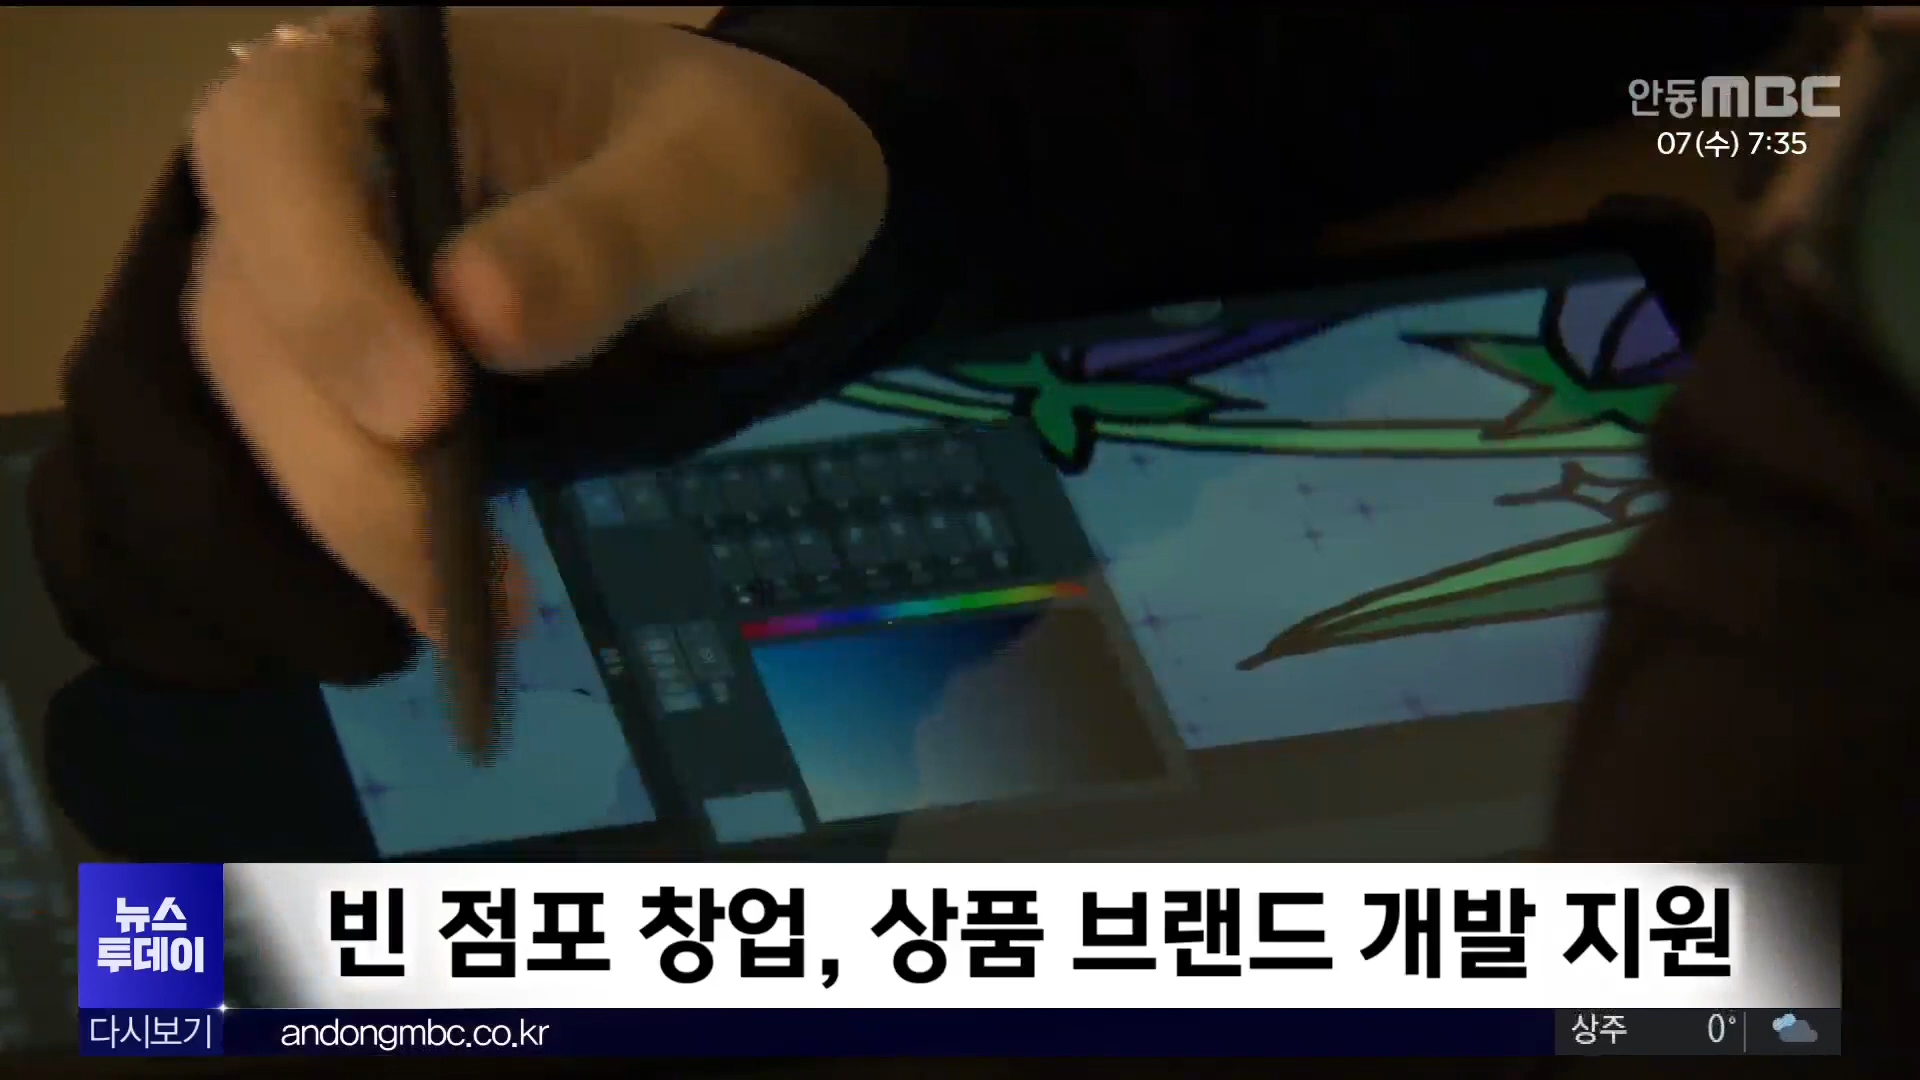 안동MBC
07(수) 7:35
뉴스
투데이
빈 점포 창업, 상품 브랜드 개발 지원
다시보기
andongmbc.co.kr
상주 0°